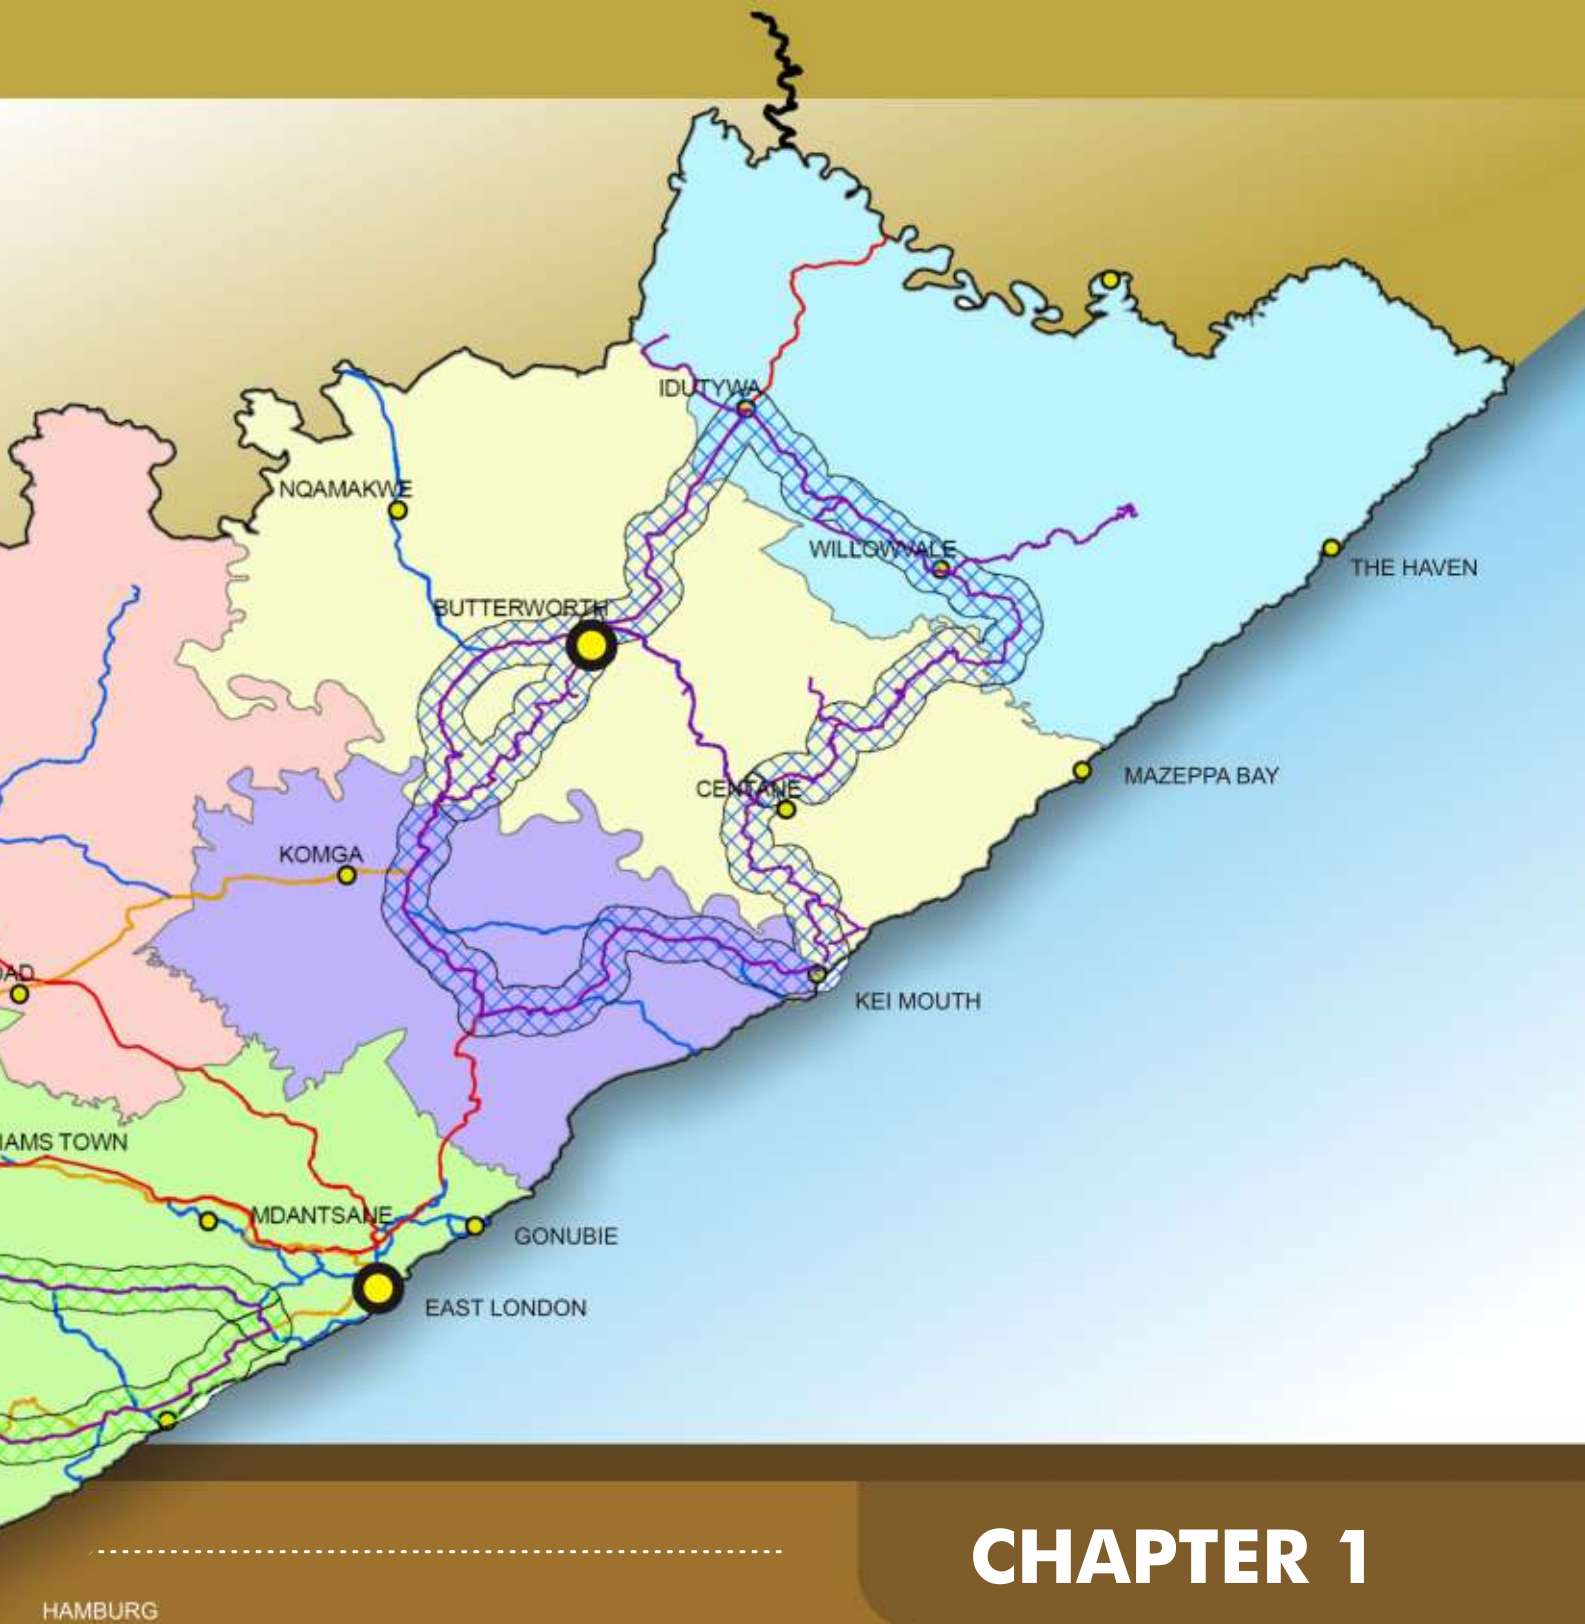 IDUTYWA
NQAMAKWE
WILLOWVALE
THE HAVEN
BUTTERWORTH
MAZEPPA BAY
CENTANE
KOMGA
OAD
KEI MOUTH
IAMS TOWN
MDANTSANE
GONUBIE
EAST LONDON
CHAPTER 1
HAMBURG